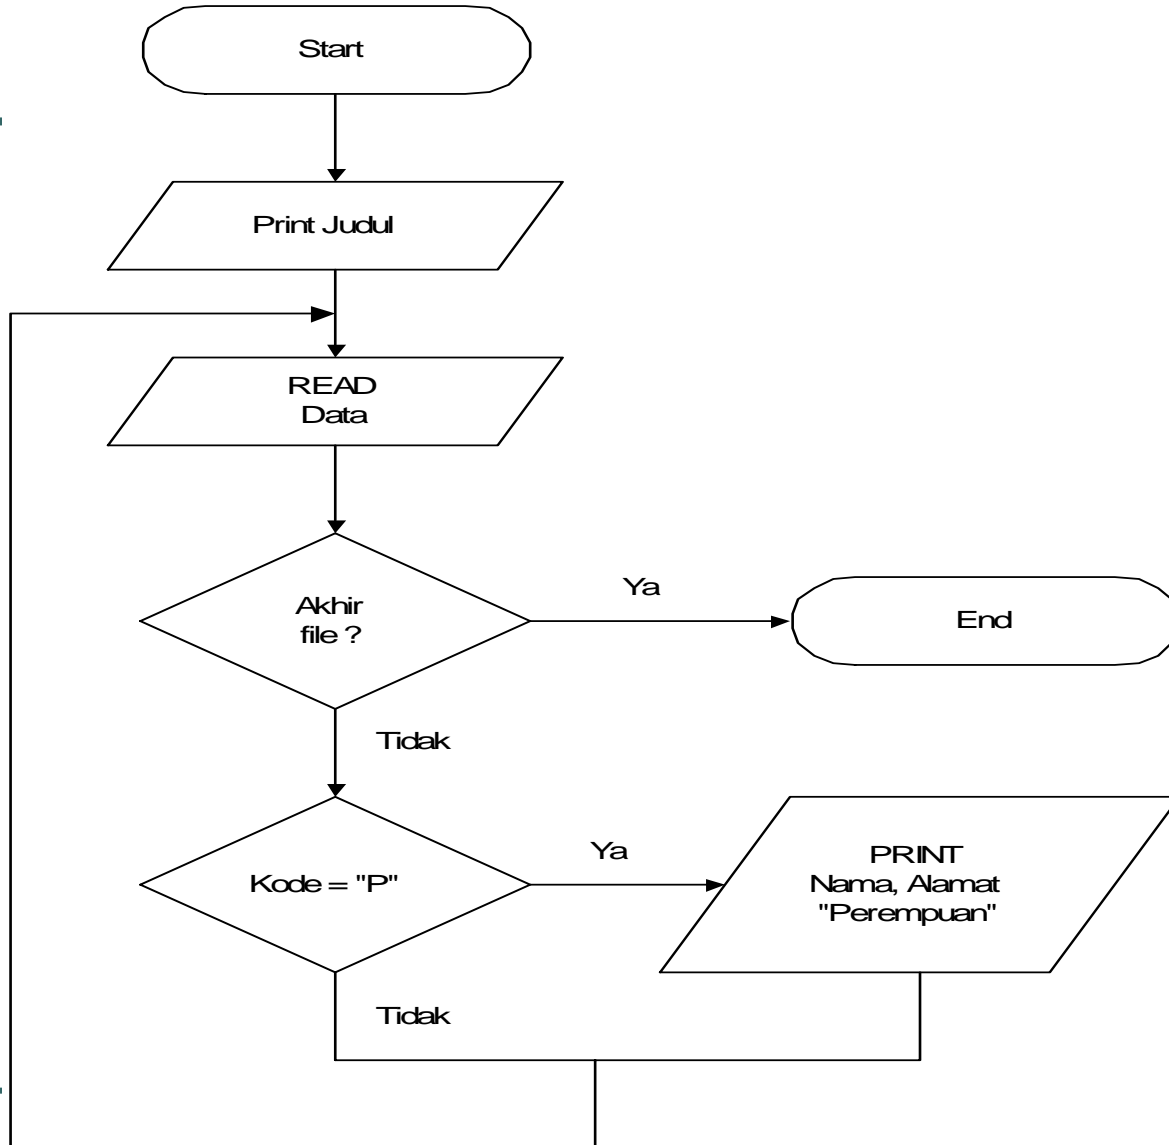 Start
Print Judul
READ
Data
Akhir
file ?
Ya
End
Tidak
Kode = "P"
Ya
PRINT
Nama, Alamat
"Perempuan"
Tidak